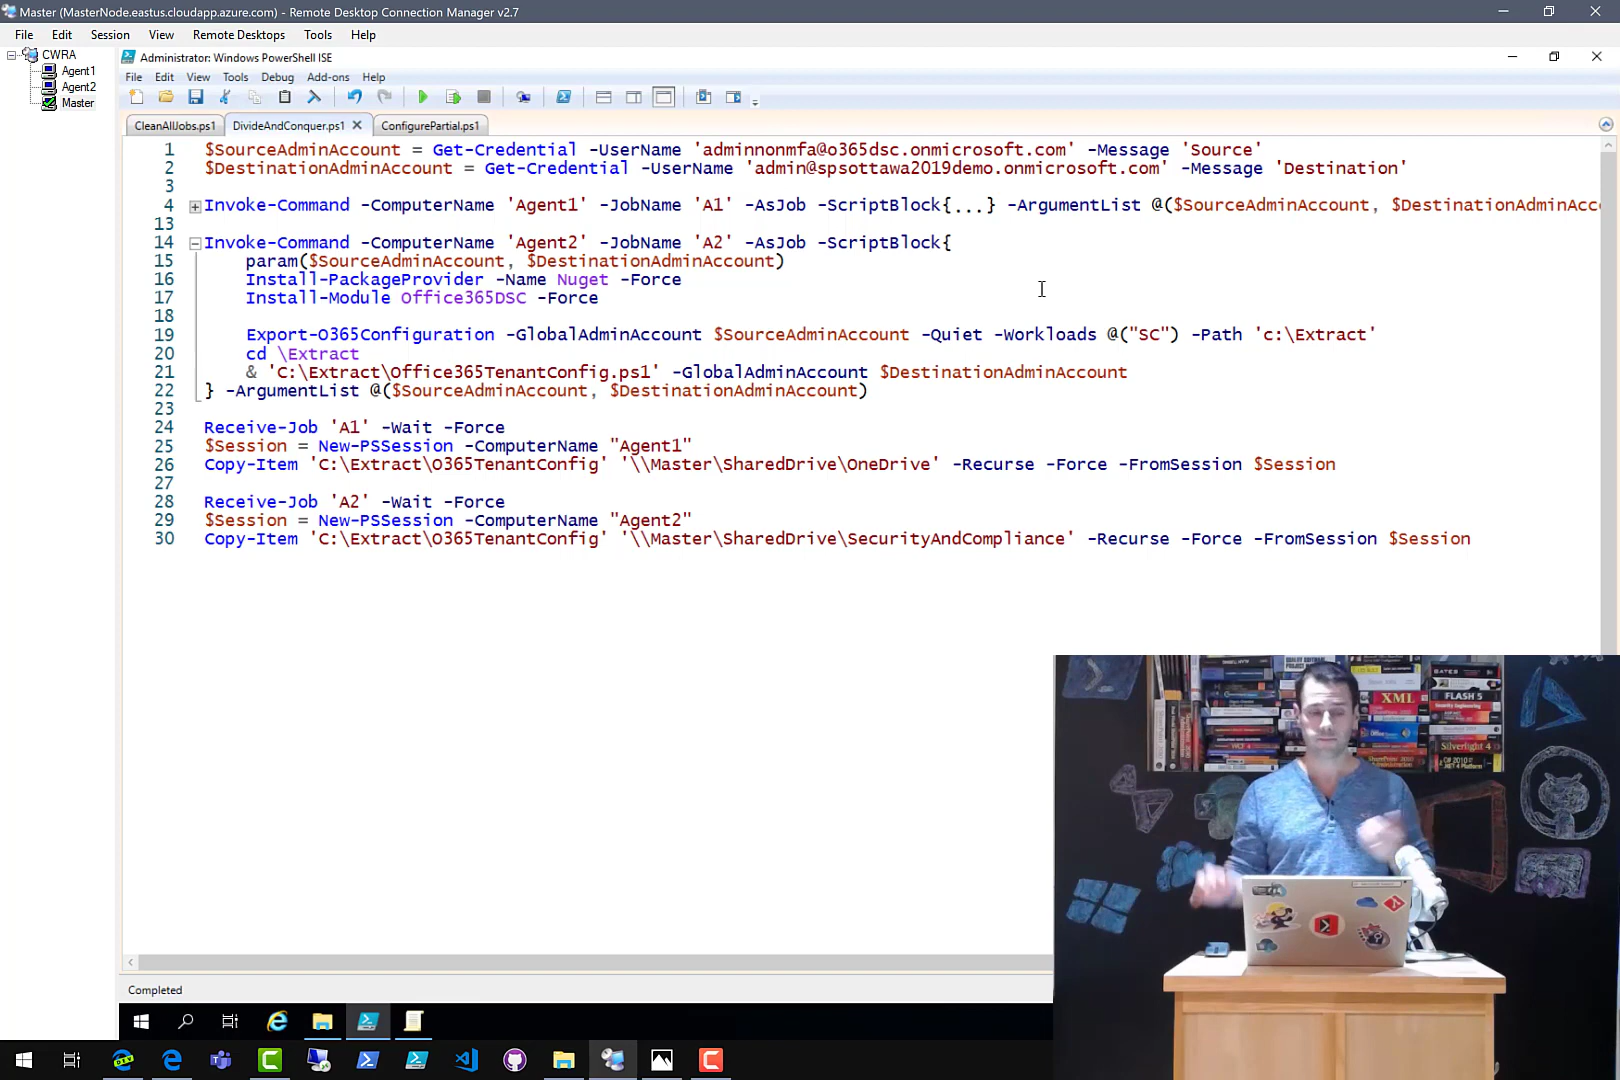 Master (MasterNode.eastus.cloudapp.azure.com) - Remote Desktop Connection Manager v2.7
File Edit Session View Remote Desktops Tools Help
CWRA
Agent1
Agent2
Master
Administrator: Windows PowerShell ISE
File Edit View Tools Debug Add-ons Help
CleanAllJobs.ps1 DivideAndConquer.ps1 ConfigurePartial.ps1
1 $SourceAdminAccount = Get-Credential -UserName 'adminnonmfa@o365dsc.onmicrosoft.com' -Message 'Source'
2 $DestinationAdminAccount = Get-Credential -UserName 'admin@spsottawa2019demo.onmicrosoft.com' -Message 'Destination'
3
4 Invoke-Command -ComputerName 'Agent1' -JobName 'A1' -AsJob -ScriptBlock{...} -ArgumentList @($SourceAdminAccount, $DestinationAdminAcc
13
14 Invoke-Command -ComputerName 'Agent2' -JobName 'A2' -AsJob -ScriptBlock{
15 param($SourceAdminAccount, $DestinationAdminAccount)
16 Install-PackageProvider -Name Nuget -Force
17 Install-Module Office365DSC -Force
18
19 Export-O365Configuration -GlobalAdminAccount $SourceAdminAccount -Quiet -Workloads @("SC") -Path 'c:\Extract'
20 cd \Extract
21 & 'C:\Extract\Office365TenantConfig.ps1' -GlobalAdminAccount $DestinationAdminAccount
22 } -ArgumentList @($SourceAdminAccount, $DestinationAdminAccount)
23
24 Receive-Job 'A1' -Wait -Force
25 $Session = New-PSSession -ComputerName "Agent1"
26 Copy-Item 'C:\Extract\O365TenantConfig' '\\Master\SharedDrive\OneDrive' -Recurse -Force -FromSession $Session
27
28 Receive-Job 'A2' -Wait -Force
29 $Session = New-PSSession -ComputerName "Agent2"
30 Copy-Item 'C:\Extract\O365TenantConfig' '\\Master\SharedDrive\SecurityAndCompliance' -Recurse -Force -FromSession $Session
XML
FLASH 5
Silverlight 4
Completed